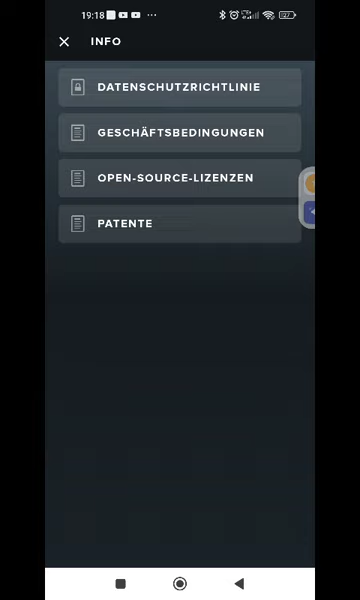 19:18 ...
INFO
DATENSCHUTZRICHTLINIE
GESCHÄFTSBEDINGUNGEN
OPEN-SOURCE-LIZENZEN
PATENTE